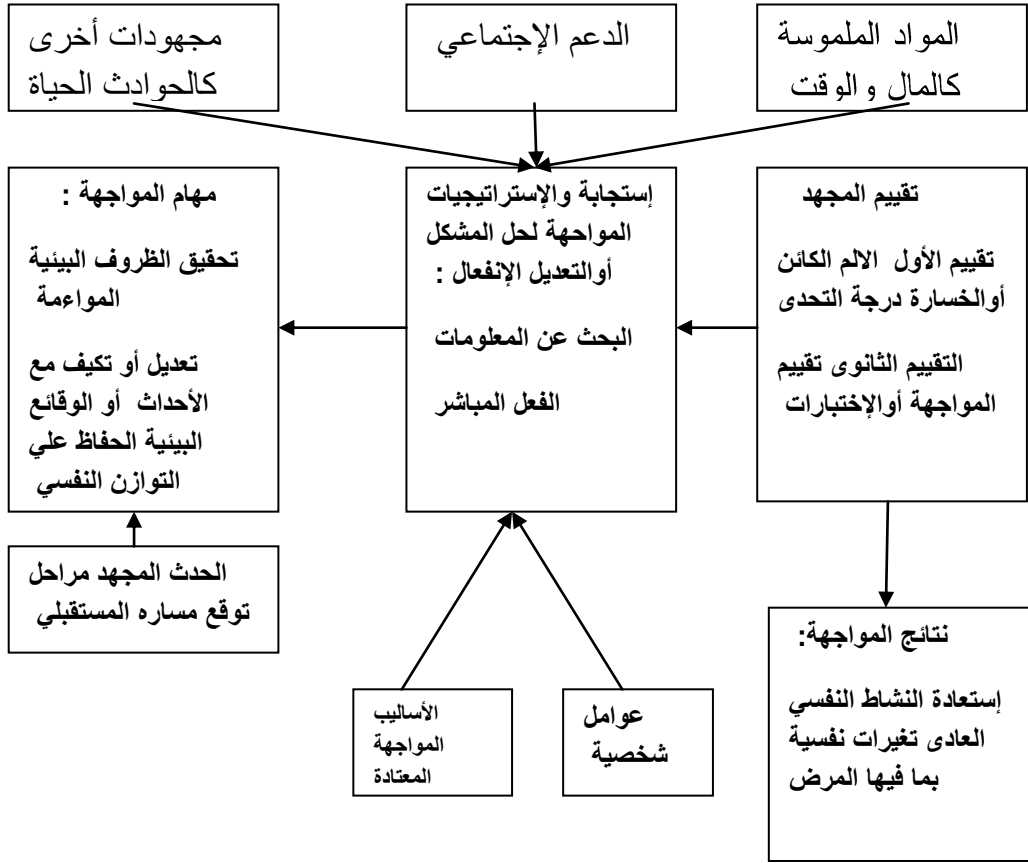 المواد الملموسة
كالمال والوقت
الدعم الإجتماعي
مجهودات أخرى
كالحوادث الحياة
تقييم المجهد
تقييم الأول الالم الكائن
أوالخسارة درجة التحدى
التقييم الثانوى تقييم
المواجهة أوالإختبارات
إستجابة والإستراتيجيات
المواحهة لحل المشكل
أوالتعديل الإنفعال :
البحث عن المعلومات
الفعل المباشر
مهام المواجهة :
تحقيق الظروف البيئية
المواءمة
تعديل أو تكيف مع
الأحداث أو الوقائع
البيئية الحفاظ علي
التوازن النفسي
الحدث المجهد مراحل
توقع مساره المستقبلي
نتائج المواجهة:
إستعادة النشاط النفسي
العادى تغيرات نفسية
بما فيها المرض
عوامل
شخصية
الأساليب
المواجهة
المعتادة